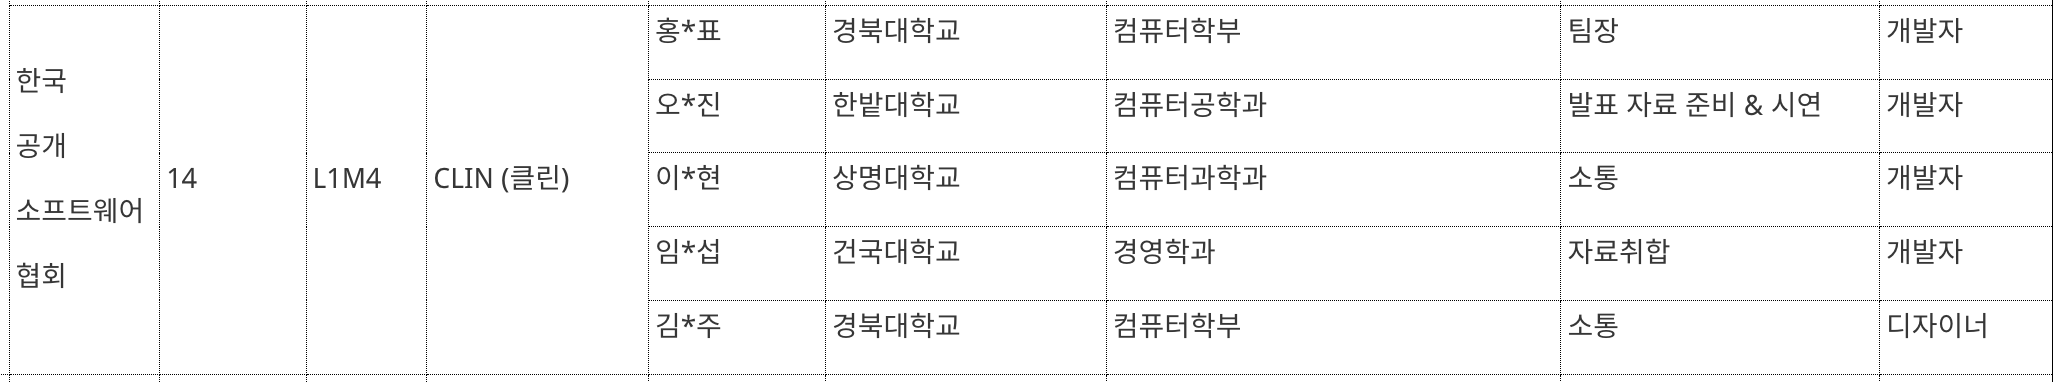 한국
공개
소프트웨어
협회
14
L1M4
CLIN (클린)
홍*표 경북대학교 컴퓨터학부 팀장 개발자
오*진 한밭대학교 컴퓨터공학과 발표 자료 준비 & 시연 개발자
이*현 상명대학교 컴퓨터과학과 소통 개발자
임*섭 건국대학교 경영학과 자료취합 개발자
김*주 경북대학교 컴퓨터학부 소통 디자이너